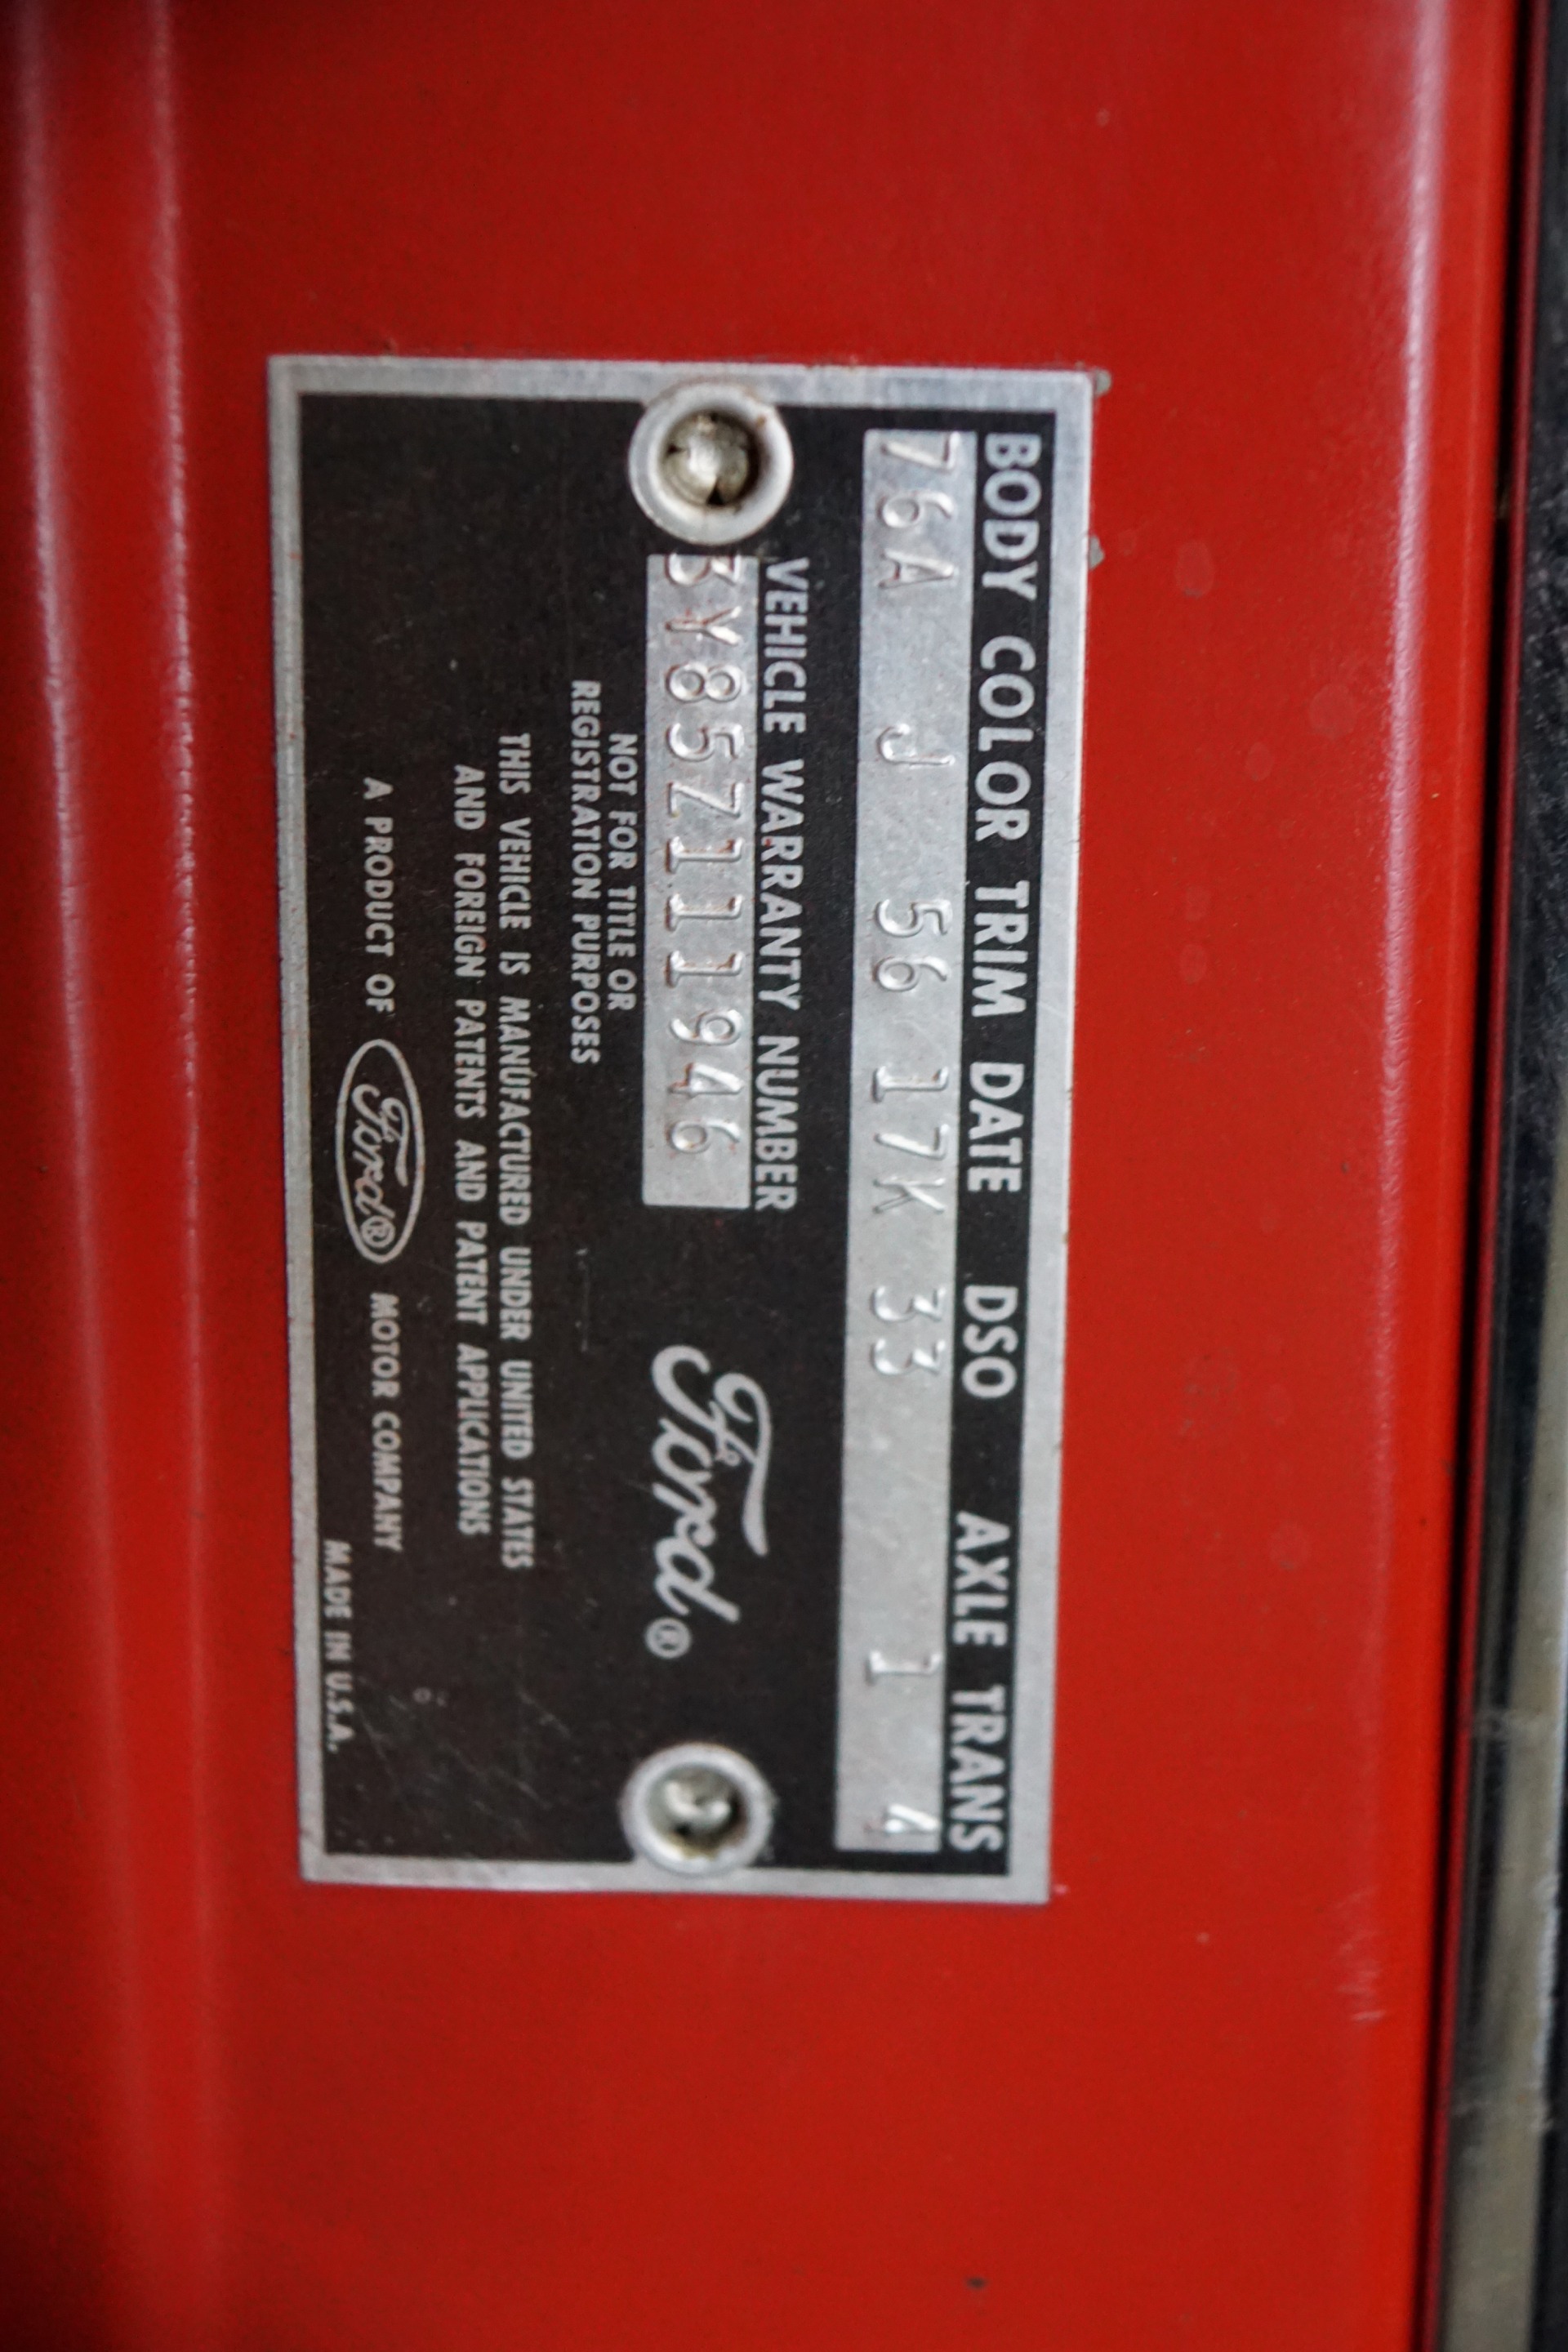 BODY COLOR TRIM DATE DSO AXLE TRANS
76A J 56 17K 33 1 4
VEHICLE WARRANTY NUMBER
3Y85Z111946
NOT FOR TITLE OR
REGISTRATION PURPOSES
Ford®
THIS VEHICLE IS MANUFACTURED UNDER UNITED STATES
AND FOREIGN PATENTS AND PATENT APPLICATIONS
A PRODUCT OF Ford® MOTOR COMPANY
MADE IN U.S.A.